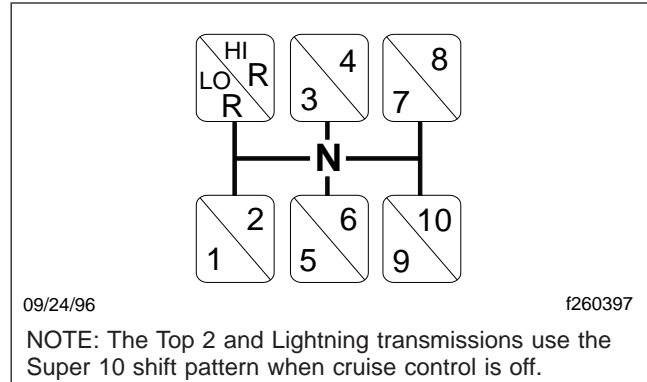 HI
LO R
R
4
3
8
7
N
2
1
6
5
10
9
09/24/96 f260397
NOTE: The Top 2 and Lightning transmissions use the
Super 10 shift pattern when cruise control is off.